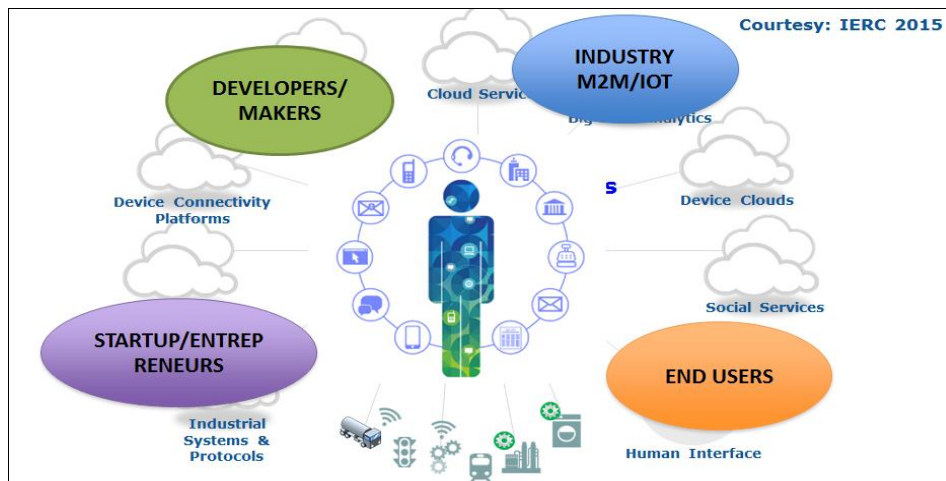 Courtesy: IERC 2015
INDUSTRY
M2M/IOT
DEVELOPERS/
MAKERS
Cloud
Device Connectivity
Platforms
s
Device Clouds
Social Services
STARTUP/ENTREP
RENEURS
END USERS
Industrial
Systems &
Protocols
Human Interface